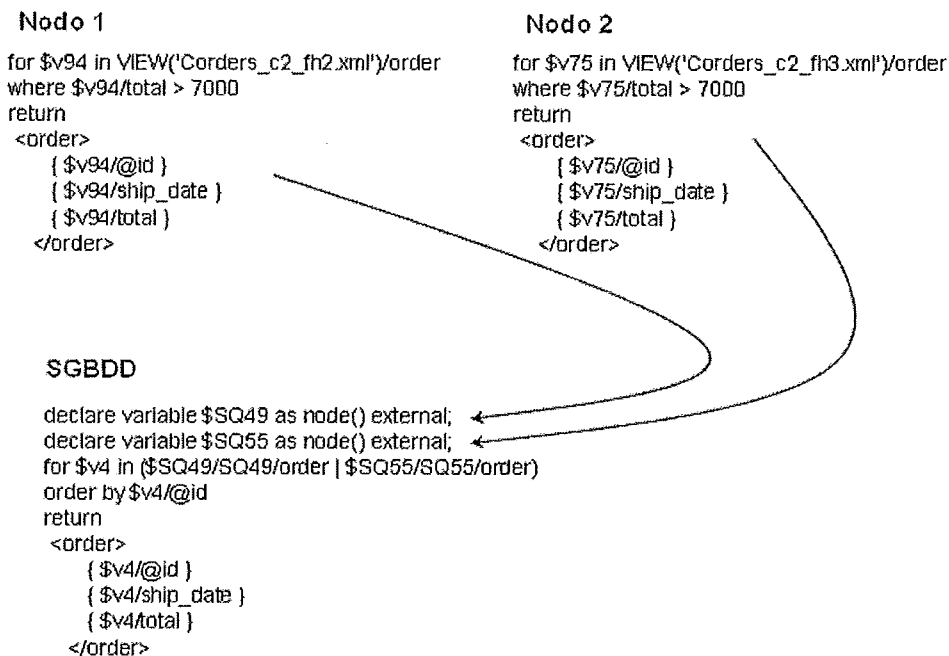 Nodo 1
for $v94 in VIEW('Corders_c2_fh2.xml')/order
where $v94/total > 7000
return
<order>
{ $v94/@id }
{ $v94/ship_date }
{ $v94/total }
</order>
Nodo 2
for $v75 in VIEW('Corders_c2_fh3.xml')/order
where $v75/total > 7000
return
<order>
{ $v75/@id }
{ $v75/ship_date }
{ $v75/total }
</order>
SGBDD
declare variable $SQ49 as node() external;
declare variable $SQ55 as node() external;
for $v4 in ($SQ49/SQ49/order | $SQ55/SQ55/order)
order by $v4/@id
return
<order>
{ $v4/@id }
{ $v4/ship_date }
{ $v4/total }
</order>